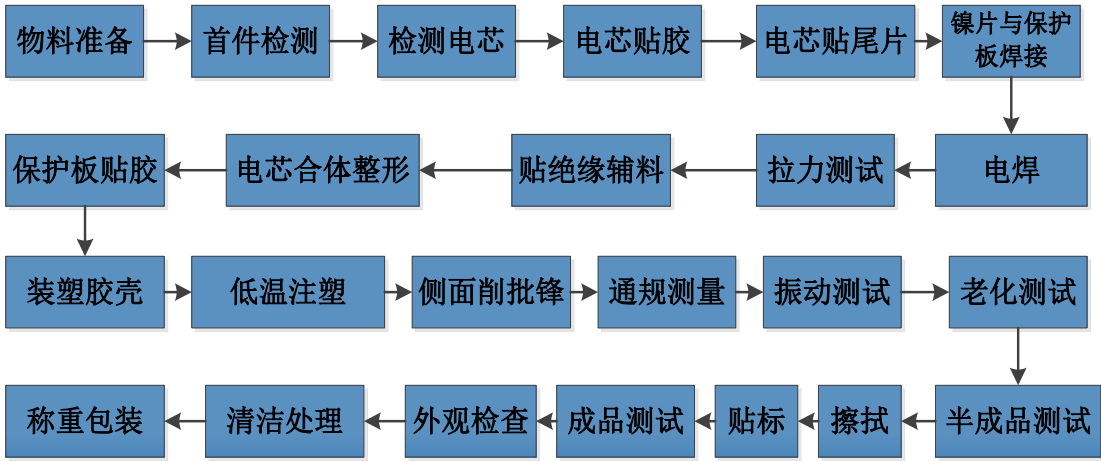 物料准备
首件检测
检测电芯
电芯贴胶
电芯贴尾片
镍片与保护
板焊接
电焊
拉力测试
贴绝缘辅料
电芯合体整形
保护板贴胶
装塑胶壳
低温注塑
侧面削批锋
通规测量
振动测试
老化测试
半成品测试
擦拭
贴标
成品测试
外观检查
清洁处理
称重包装